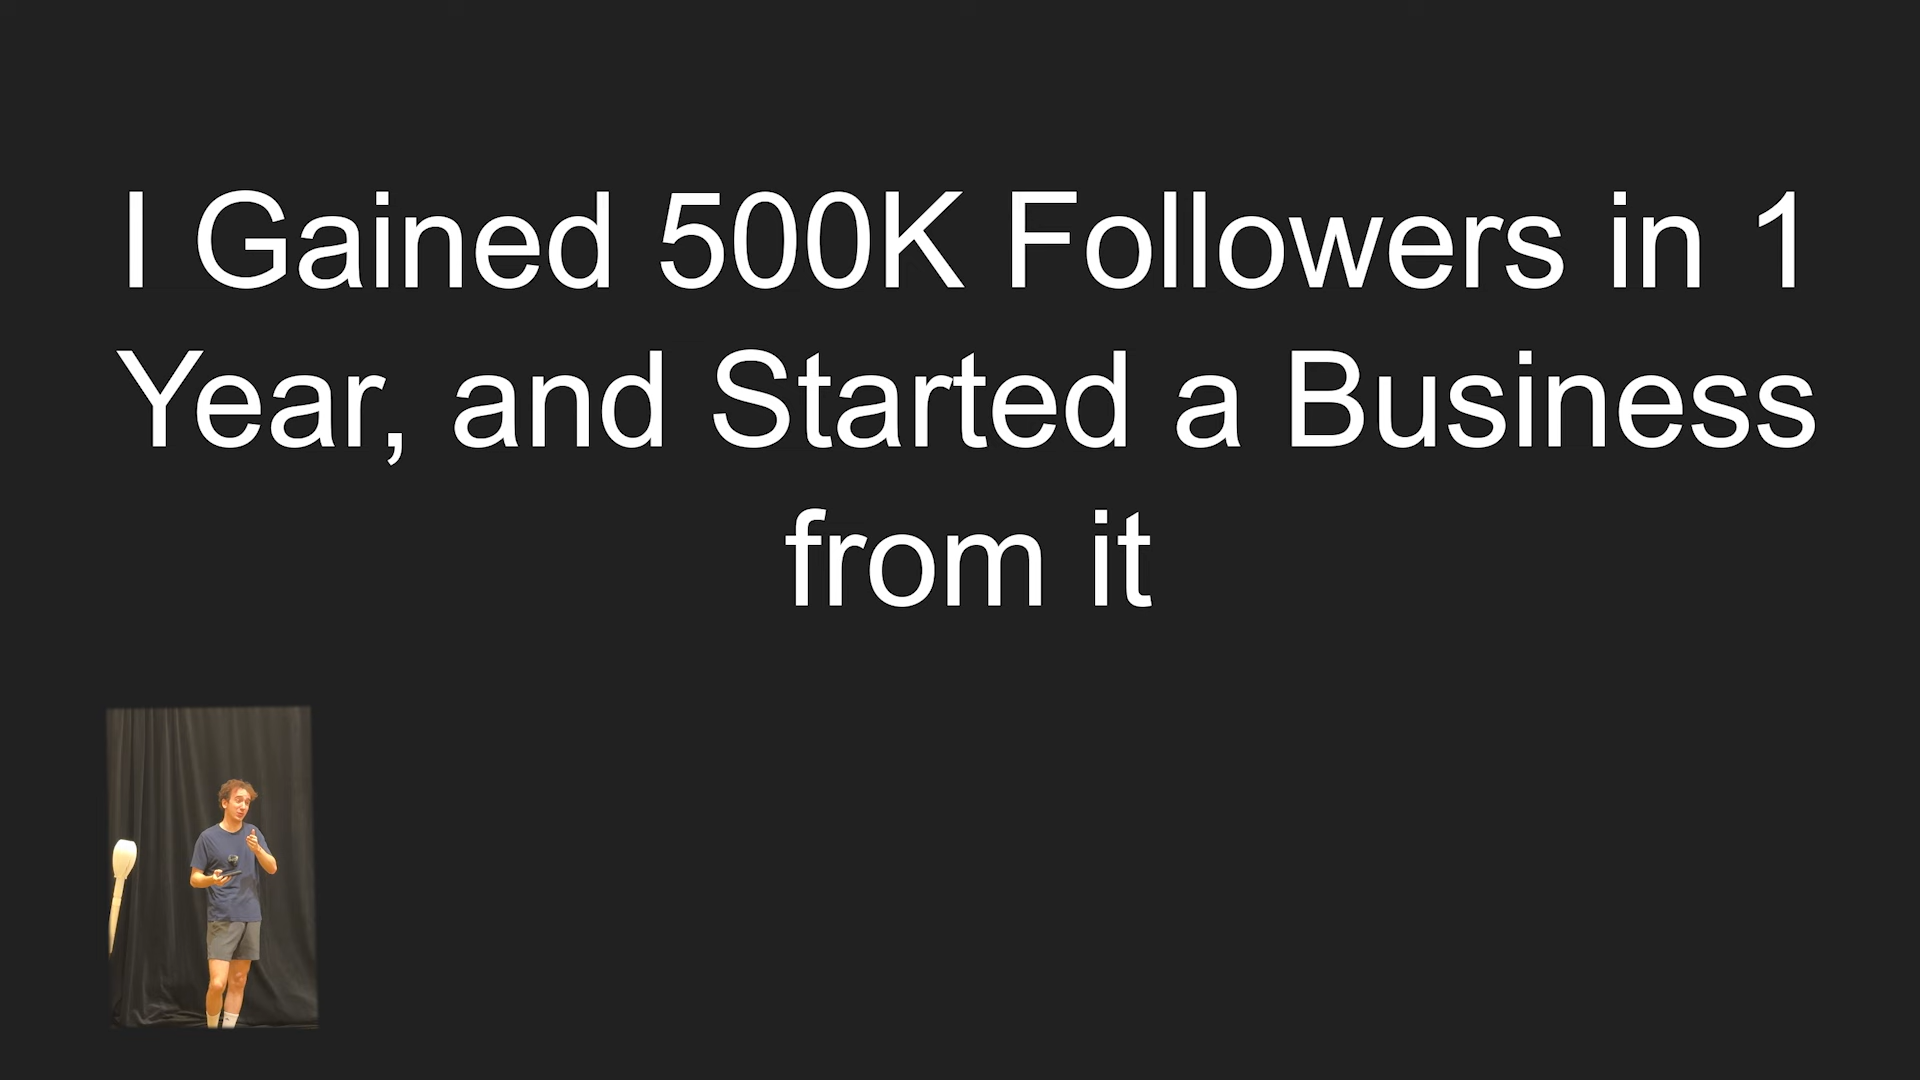 I Gained 500K Followers in 1
Year, and Started a Business
from it